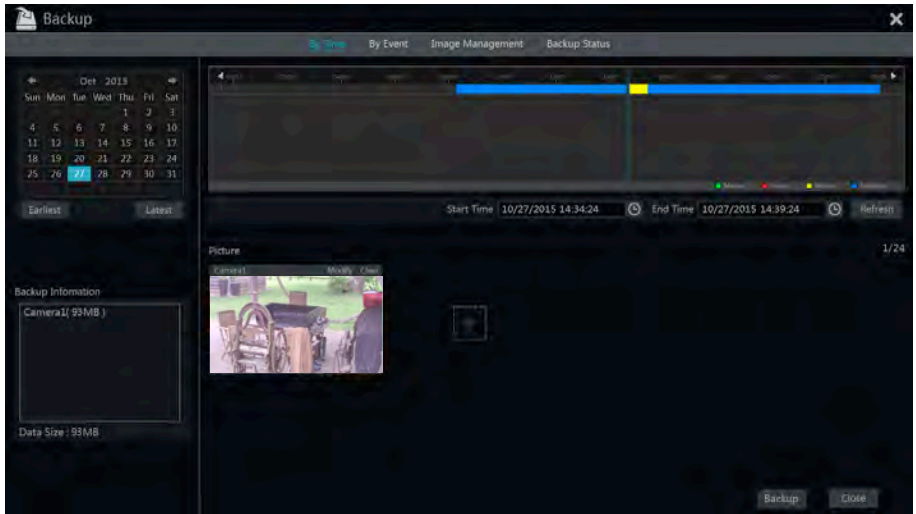 Backup
By Time By Event Image Management Backup Status
Oct 2015
Sun Mon Tue Wed Thu Fri Sat
1 2 3
4 5 6 7 8 9 10
11 12 13 14 15 16 17
18 19 20 21 22 23 24
25 26 27 28 29 30 31
Earliest Latest
Start Time 10/27/2015 14:34:24 End Time 10/27/2015 14:39:24 Refresh
Picture 1/24
Camera1 Modify Clear
Backup Infomation
Camera1( 93MB )
Data Size : 93MB
Backup Close